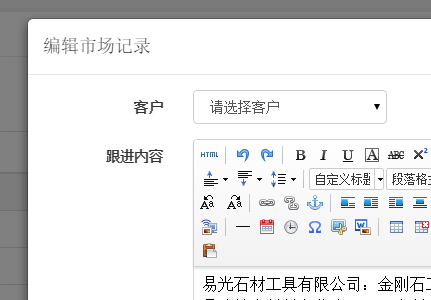 编辑市场记录
客户 请选择客户
跟进内容
HTML B I U A ABC X²
自定义标题 段落格
易光石材工具有限公司：金刚石